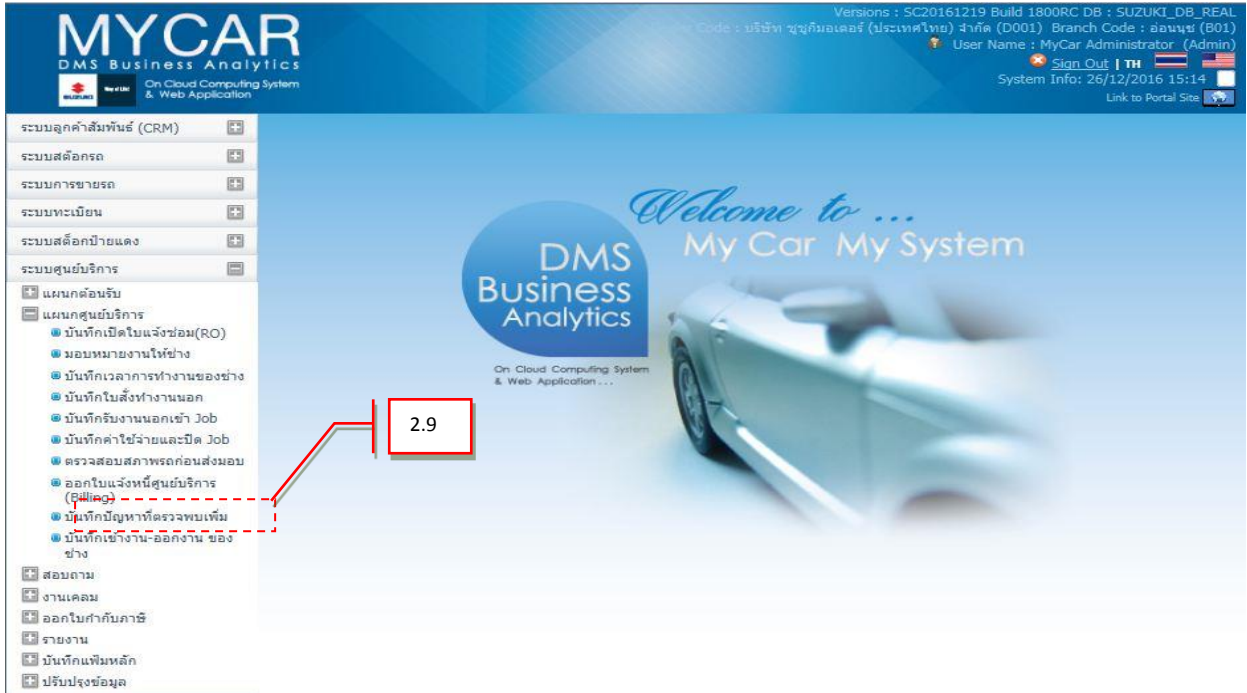 MYCAR
DMS Business Analytics
On Cloud Computing System
& Web Application
SUZUKI
Way of Life!
Versions : SC20161219 Build 1800RC DB : SUZUKI_DB_REAL
Code : บริษัท ซูซูกิมอเตอร์ (ประเทศไทย) จำกัด (D001) Branch Code : อ่อนนุช (B01)
User Name : MyCar Administrator (Admin)
Sign Out | TH
System Info: 26/12/2016 15:14
Link to Portal Site
ระบบลูกค้าสัมพันธ์ (CRM)
ระบบสต๊อกรถ
ระบบการขายรถ
ระบบทะเบียน
ระบบสต็อกป้ายแดง
ระบบศูนย์บริการ
แผนกต้อนรับ
แผนกศูนย์บริการ
บันทึกเปิดใบแจ้งซ่อม(RO)
มอบหมายงานให้ช่าง
บันทึกเวลาการทำงานของช่าง
บันทึกใบสั่งทำงานนอก
บันทึกรับงานนอกเข้า Job
บันทึกค่าใช้จ่ายและปิด Job
ตรวจสอบสภาพรถก่อนส่งมอบ
ออกใบแจ้งหนี้ศูนย์บริการ
(Billing)
บันทึกปัญหาที่ตรวจพบเพิ่ม
บันทึกเข้างาน-ออกงาน ของ
ช่าง
สอบถาม
งานเคลม
ออกใบกำกับภาษี
รายงาน
บันทึกแฟ้มหลัก
ปรับปรุงข้อมูล
2.9
Welcome to ...
My Car My System
DMS
Business
Analytics
On Cloud Computing System
& Web Application...